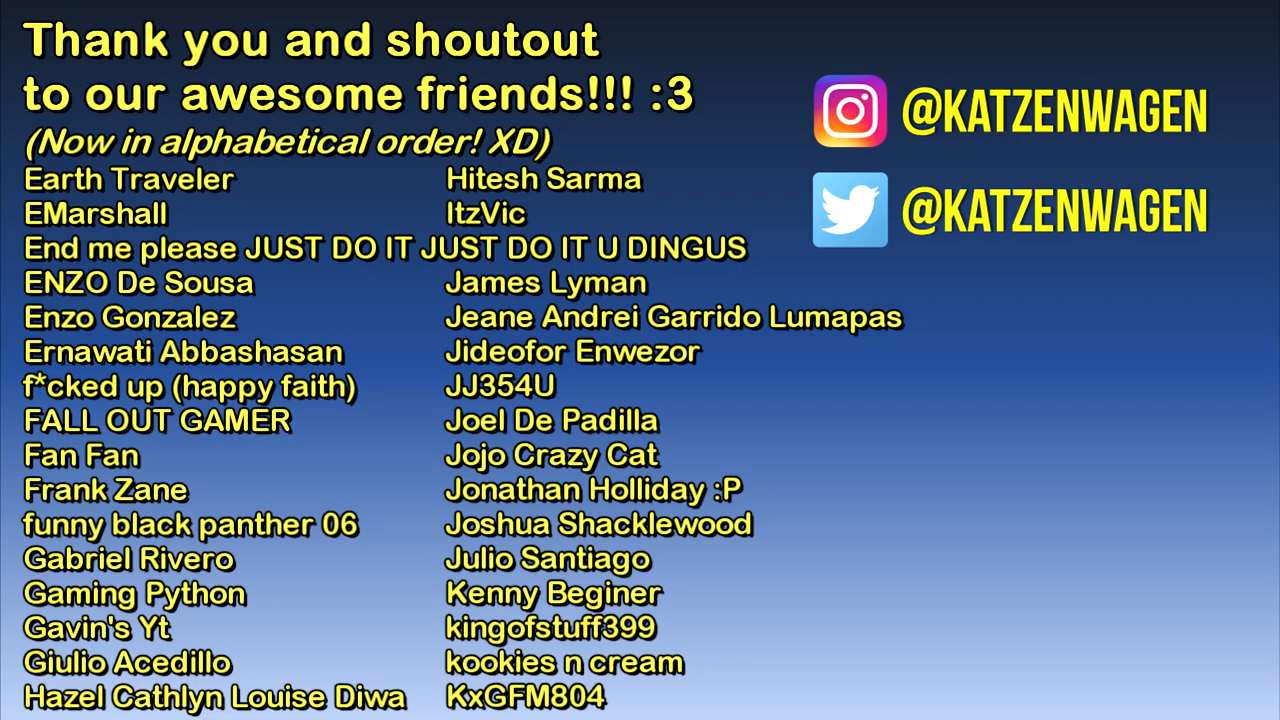 Thank you and shoutout
to our awesome friends!!! :3
(Now in alphabetical order! XD)
Earth Traveler
EMarshall
End me please JUST DO IT JUST DO IT U DINGUS
ENZO De Sousa
Enzo Gonzalez
Ernawati Abbashasan
f*cked up (happy faith)
FALL OUT GAMER
Fan Fan
Frank Zane
funny black panther 06
Gabriel Rivero
Gaming Python
Gavin's Yt
Giulio Acedillo
Hazel Cathlyn Louise Diwa
Hitesh Sarma
ItzVic
James Lyman
Jeane Andrei Garrido Lumapas
Jideofor Enwezor
JJ354U
Joel De Padilla
Jojo Crazy Cat
Jonathan Holliday :P
Joshua Shacklewood
Julio Santiago
Kenny Beginer
kingofstuff399
kookies n cream
KxGFM804
@KATZENWAGEN
@KATZENWAGEN